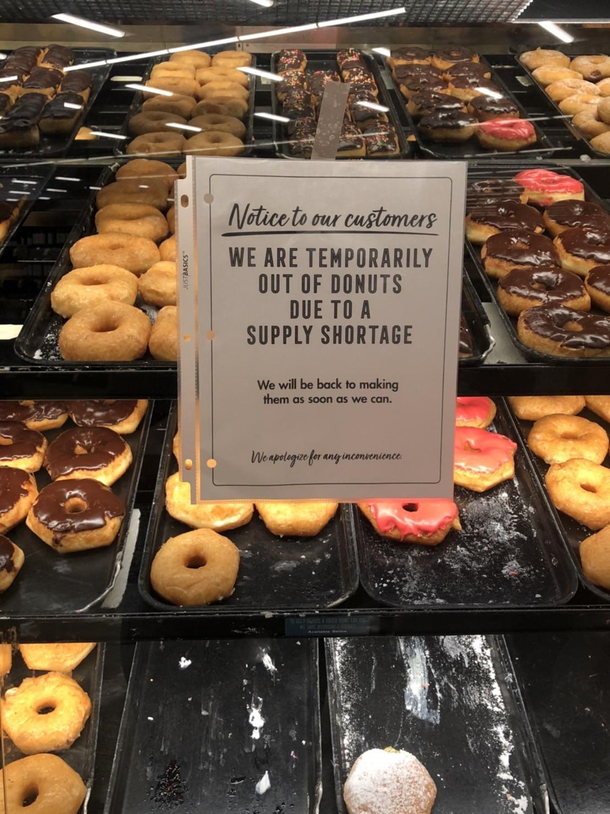 Notice to our customers
WE ARE TEMPORARILY
OUT OF DONUTS
DUE TO A
SUPPLY SHORTAGE
We will be back to making
them as soon as we can.
We apologize for any inconvenience.
JUSTBASICS™